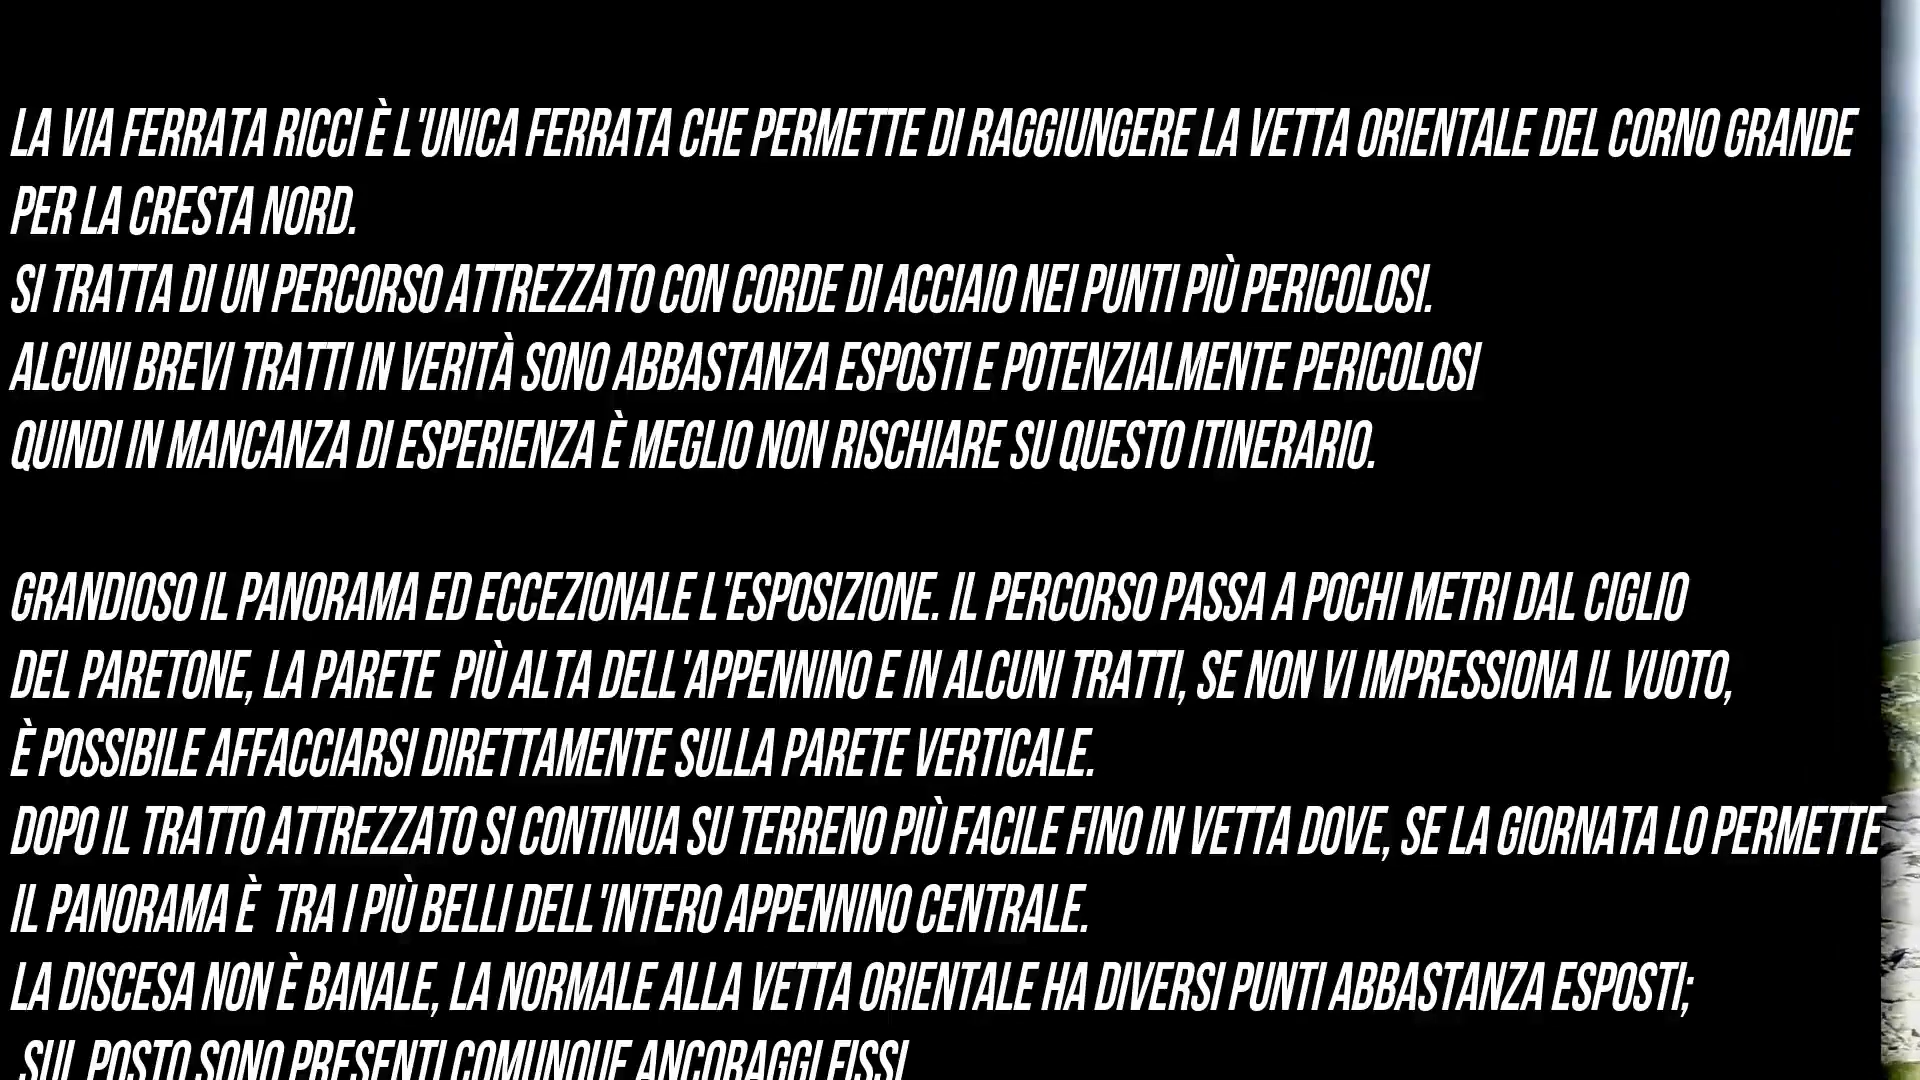 LA VIA FERRATA RICCI È L'UNICA FERRATA CHE PERMETTE DI RAGGIUNGERE LA VETTA ORIENTALE DEL CORNO GRANDE
PER LA CRESTA NORD.
SI TRATTA DI UN PERCORSO ATTREZZATO CON CORDE DI ACCIAIO NEI PUNTI PIÙ PERICOLOSI.
ALCUNI BREVI TRATTI IN VERITÀ SONO ABBASTANZA ESPOSTI E POTENZIALMENTE PERICOLOSI
QUINDI IN MANCANZA DI ESPERIENZA È MEGLIO NON RISCHIARE SU QUESTO ITINERARIO.
GRANDIOSO IL PANORAMA ED ECCEZIONALE L'ESPOSIZIONE. IL PERCORSO PASSA A POCHI METRI DAL CIGLIO
DEL PARETONE, LA PARETE PIÙ ALTA DELL'APPENNINO E IN ALCUNI TRATTI, SE NON VI IMPRESSIONA IL VUOTO,
È POSSIBILE AFFACCIARSI DIRETTAMENTE SULLA PARETE VERTICALE.
DOPO IL TRATTO ATTREZZATO SI CONTINUA SU TERRENO PIÙ FACILE FINO IN VETTA DOVE, SE LA GIORNATA LO PERMETTE
IL PANORAMA È TRA I PIÙ BELLI DELL'INTERO APPENNINO CENTRALE.
LA DISCESA NON È BANALE, LA NORMALE ALLA VETTA ORIENTALE HA DIVERSI PUNTI ABBASTANZA ESPOSTI;
SUL POSTO SONO PRESENTI COMUNQUE ANCORAGGI FISSI